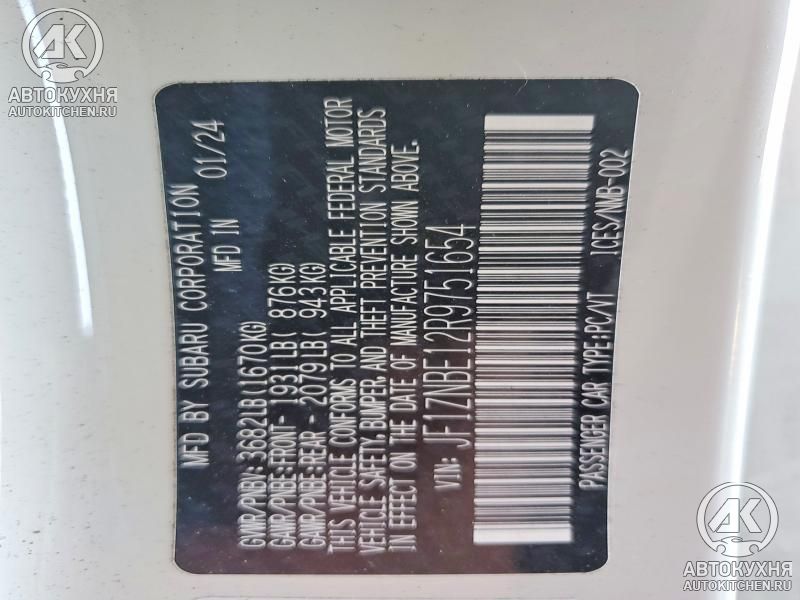 MFD BY SUBARU CORPORATION
MFD IN 01/24
GVWR/PNBV: 3682LB(1670KG)
GAWR/PNBE:FRONT- 1931LB( 876KG)
GAWR/PNBE:REAR - 2079LB( 943KG)
THIS VEHICLE CONFORMS TO ALL APPLICABLE FEDERAL MOTOR
VEHICLE SAFETY, BUMPER, AND THEFT PREVENTION STANDARDS
IN EFFECT ON THE DATE OF MANUFACTURE SHOWN ABOVE.
VIN: JF1ZNBE12R9751654
PASSENGER CAR TYPE:PC/VT ICES/NMB-002
АК
АВТОКУХНЯ
AUTOKITCHEN.RU
АК
АВТОКУХНЯ
AUTOKITCHEN.RU